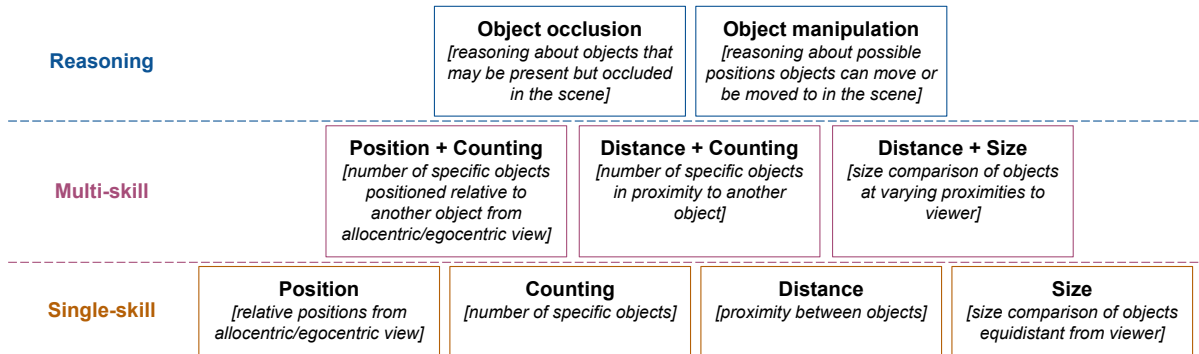 Reasoning
Object occlusion
[reasoning about objects that
may be present but occluded
in the scene]
Object manipulation
[reasoning about possible
positions objects can move or
be moved to in the scene]
Multi-skill
Position + Counting
[number of specific objects
positioned relative to
another object from
allocentric/egocentric view]
Distance + Counting
[number of specific objects
in proximity to another
object]
Distance + Size
[size comparison of objects
at varying proximities to
viewer]
Single-skill
Position
[relative positions from
allocentric/egocentric view]
Counting
[number of specific objects]
Distance
[proximity between objects]
Size
[size comparison of objects
equidistant from viewer]